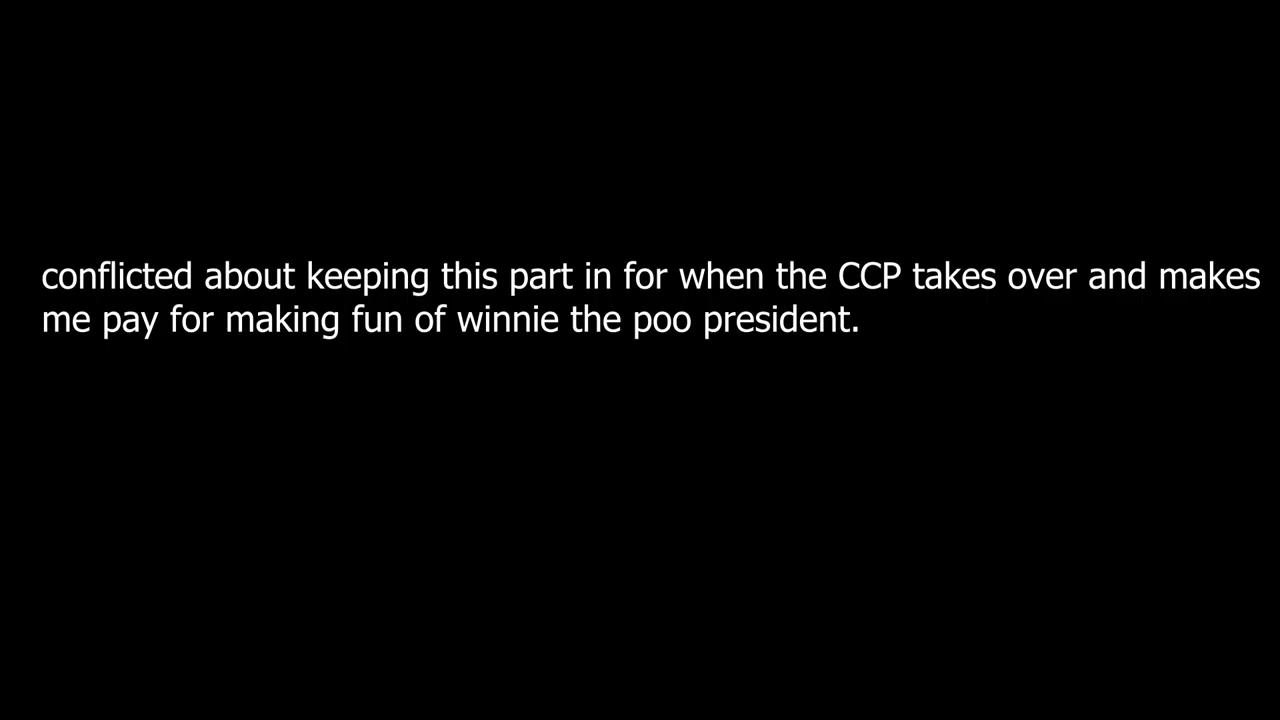 conflicted about keeping this part in for when the CCP takes over and makes
me pay for making fun of winnie the poo president.